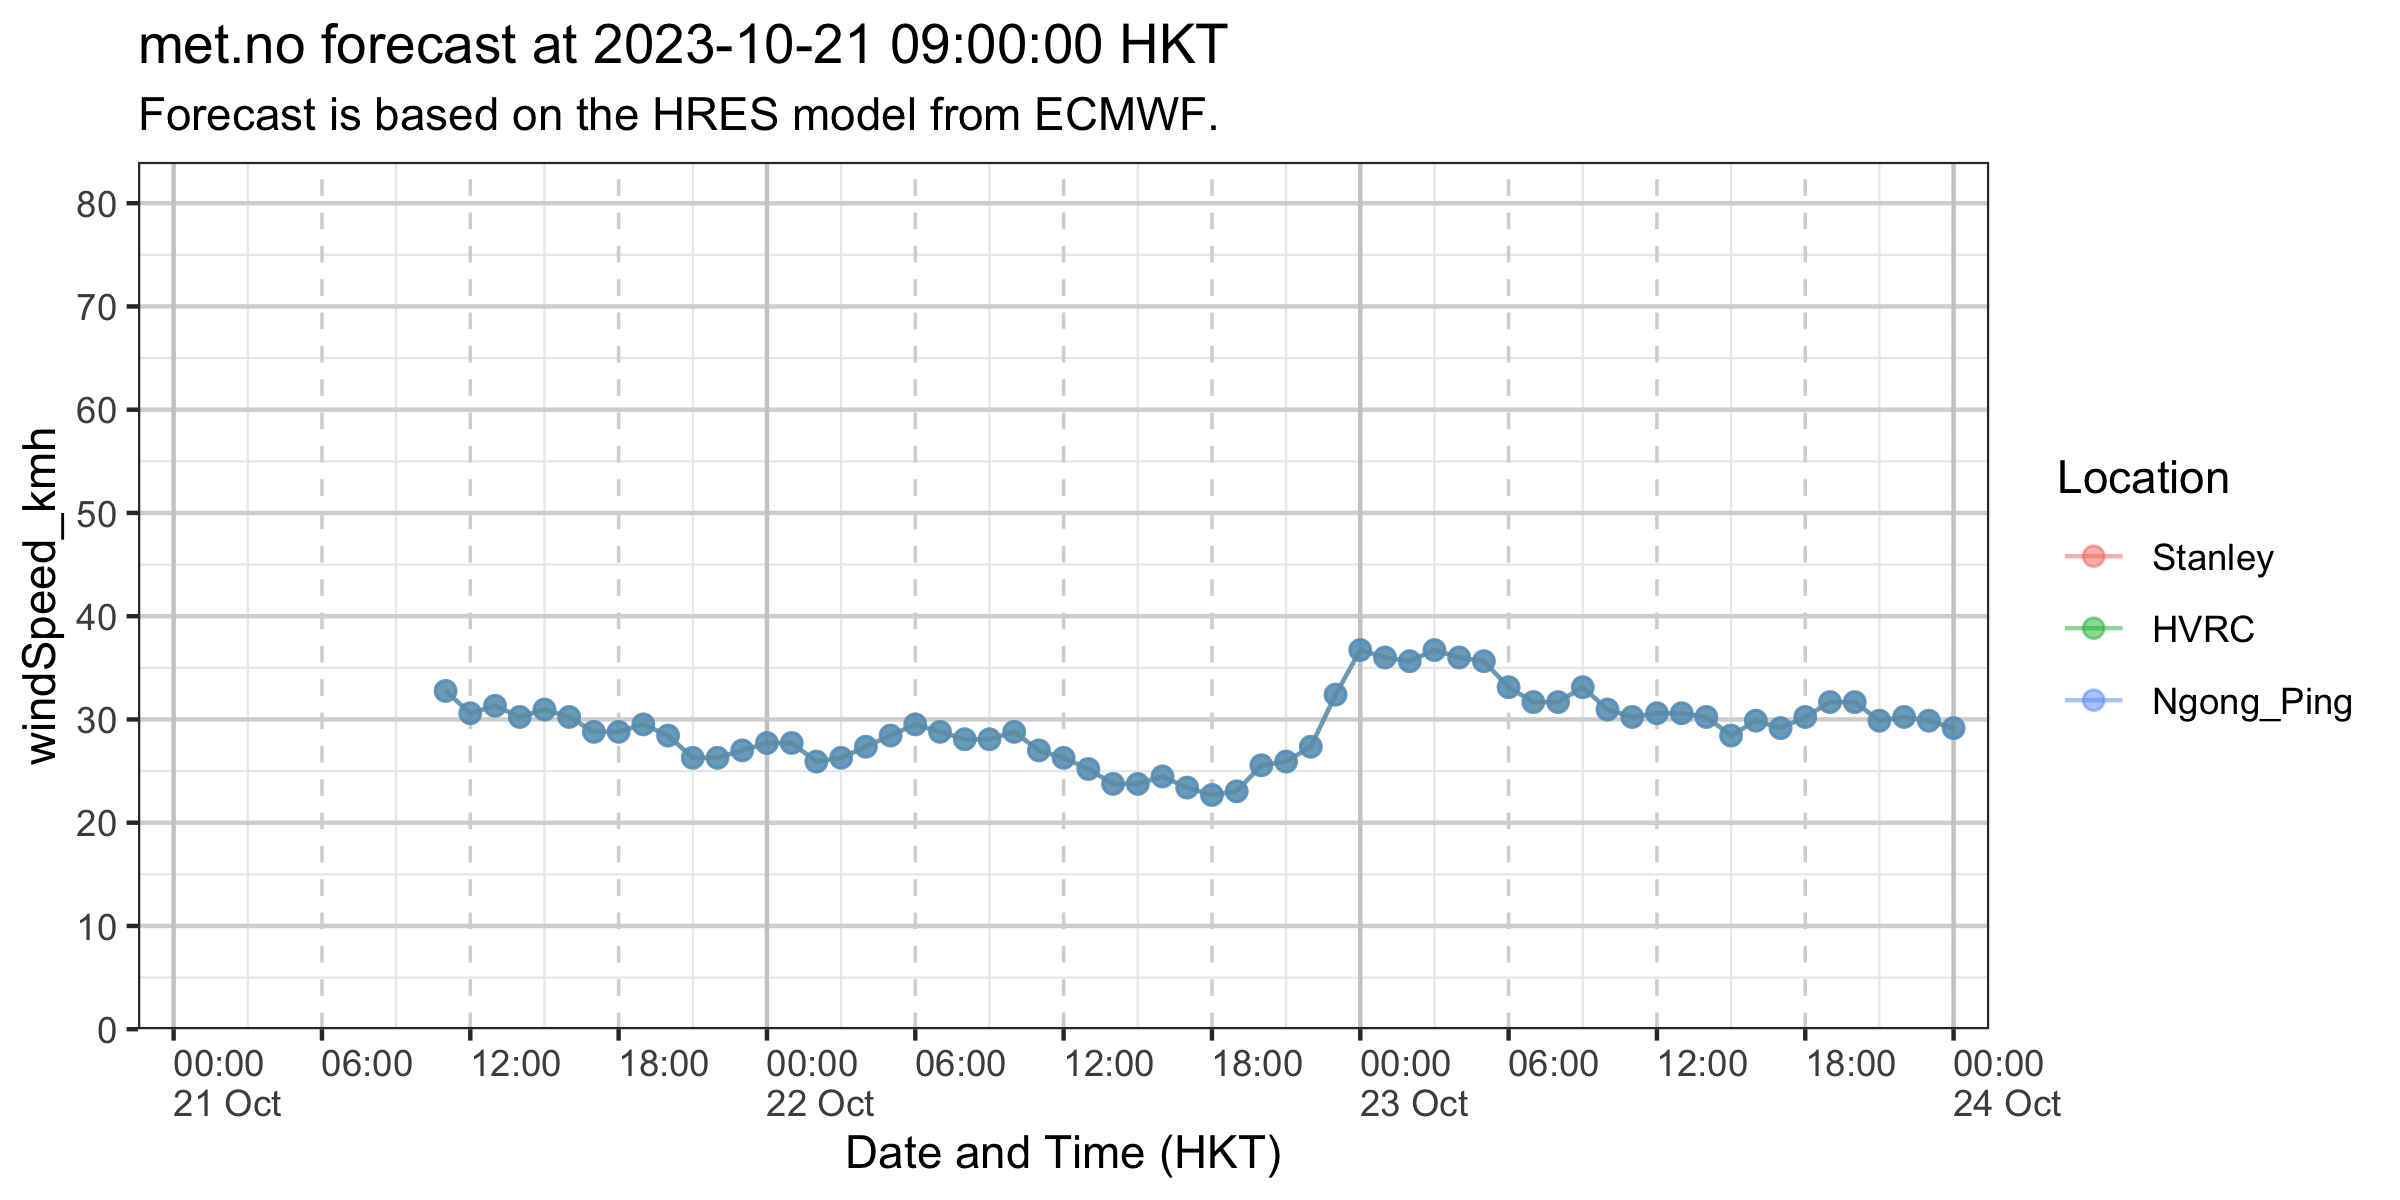 met.no forecast at 2023-10-21 09:00:00 HKT
Forecast is based on the HRES model from ECMWF.
windSpeed_kmh
80
70
60
50
40
30
20
10
0
00:00 06:00 12:00 18:00 00:00 06:00 12:00 18:00 00:00 06:00 12:00 18:00 00:00
21 Oct 22 Oct 23 Oct 24 Oct
Date and Time (HKT)
Location
Stanley
HVRC
Ngong_Ping